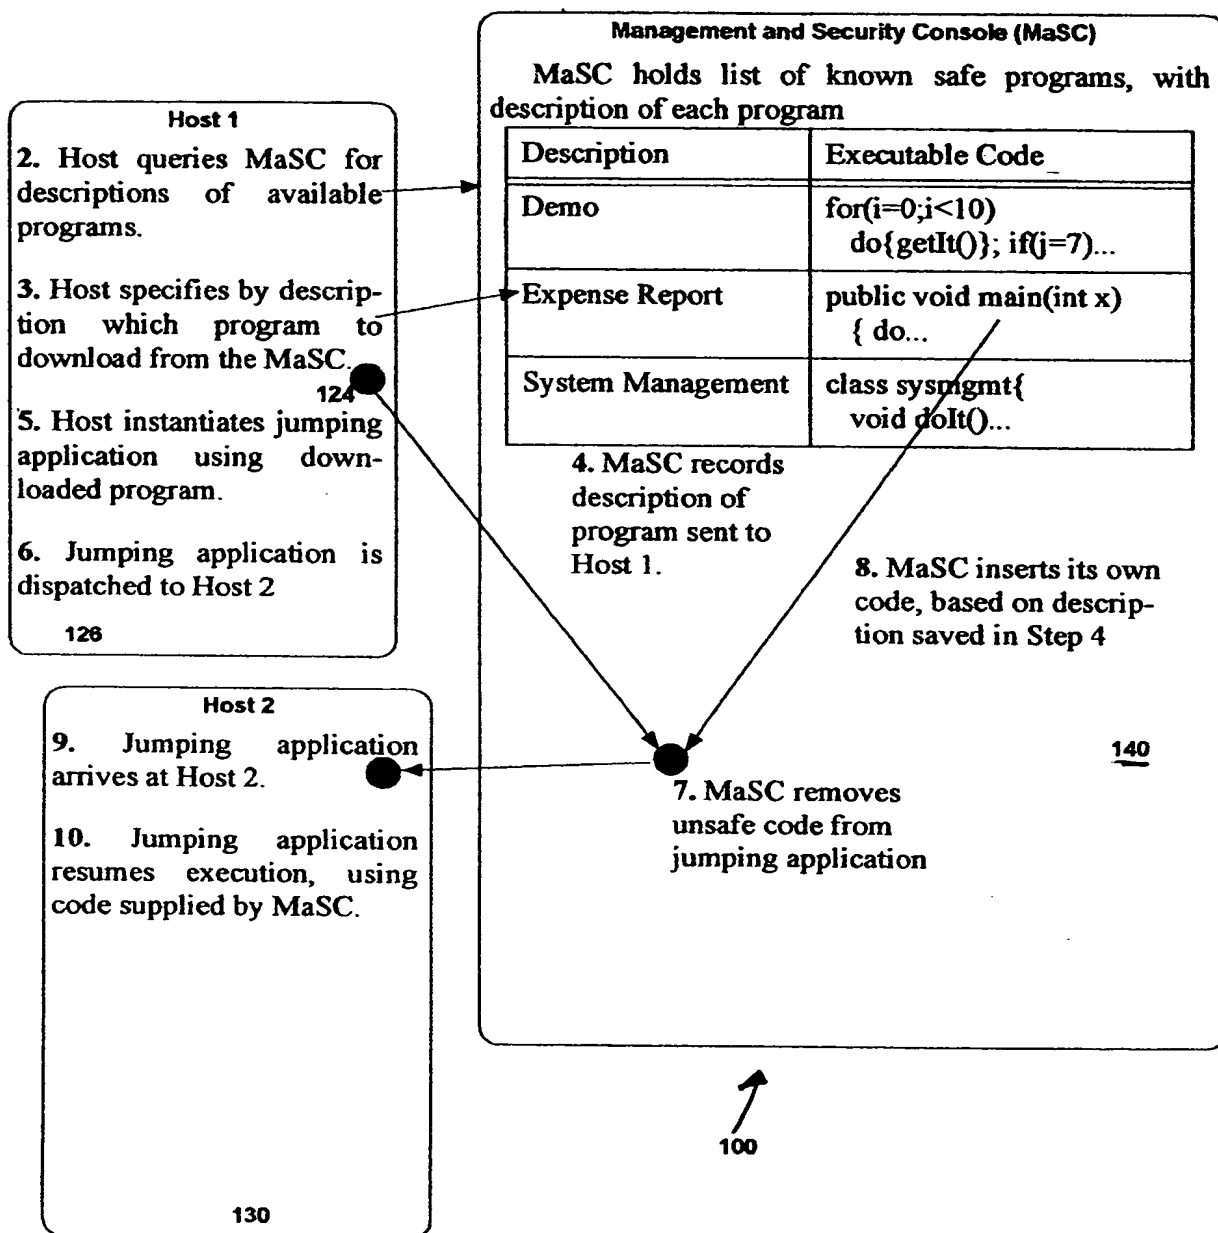 Management and Security Console (MaSC)
MaSC holds list of known safe programs, with
description of each program
Description Executable Code
Demo for(i=0;i<10)
do{getIt()}; if(j=7)...
Expense Report public void main(int x)
{ do...
System Management class sysmgmt{
void doIt()...
4. MaSC records
description of
program sent to
Host 1.
8. MaSC inserts its own
code, based on descrip-
tion saved in Step 4
7. MaSC removes
unsafe code from
jumping application
140
Host 1
2. Host queries MaSC for
descriptions of available
programs.
3. Host specifies by descrip-
tion which program to
download from the MaSC.
124
5. Host instantiates jumping
application using down-
loaded program.
6. Jumping application is
dispatched to Host 2
126
Host 2
9. Jumping application
arrives at Host 2.
10. Jumping application
resumes execution, using
code supplied by MaSC.
130
100